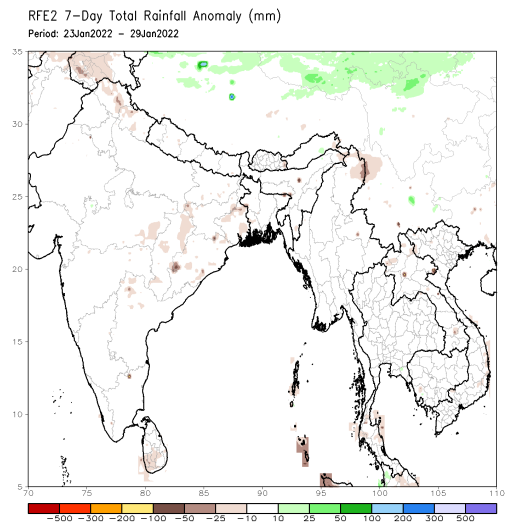 RFE2 7-Day Total Rainfall Anomaly (mm)
Period: 23Jan2022 - 29Jan2022
35
30
25
20
15
10
5
70 75 80 85 90 95 100 105 110
-500 -300 -200 -100 -50 -25 -10 10 25 50 100 200 300 500